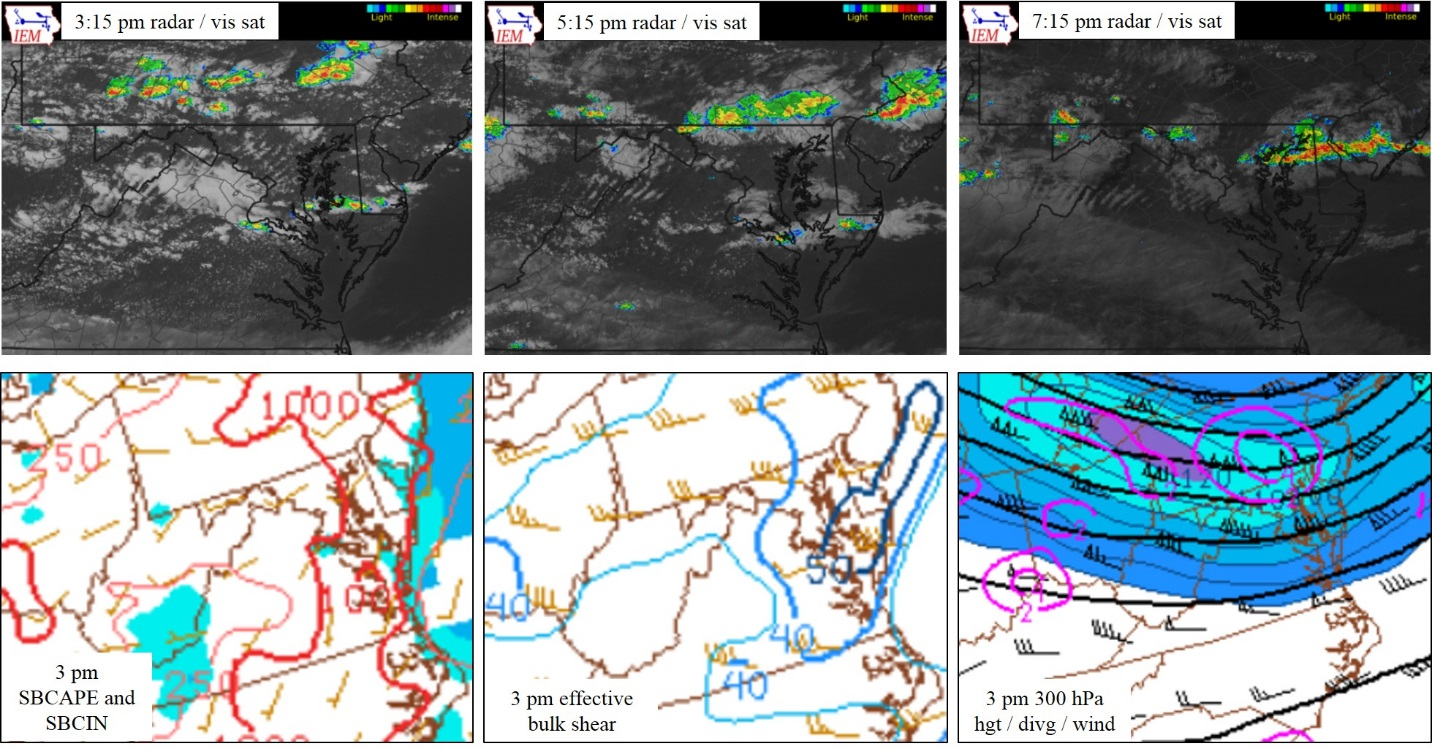 IEM
3:15 pm radar / vis sat
Light Intense
IEM
5:15 pm radar / vis sat
Light Intense
IEM
7:15 pm radar / vis sat
Light Intense
1000
250
250
3 pm
SBCAPE and
SBCIN
50
40
40
40
3 pm effective
bulk shear
2
2
3 pm 300 hPa
hgt / divg / wind